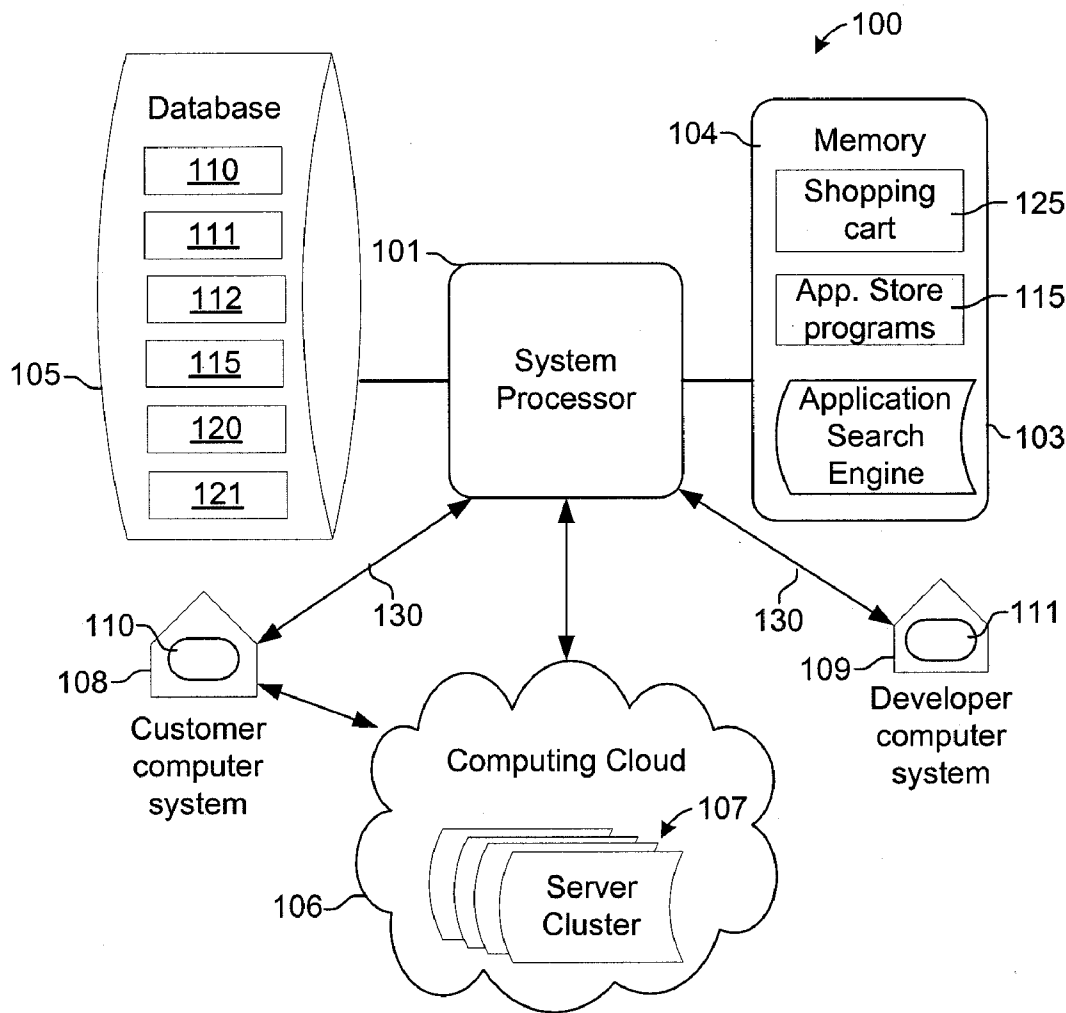 100
Database
110
111
112
115
120
121
105
101
System
Processor
104
Memory
Shopping
cart
125
App. Store
programs
115
Application
Search
Engine
103
130
130
110
108
Customer
computer
system
111
109
Developer
computer
system
Computing Cloud
107
Server
Cluster
106